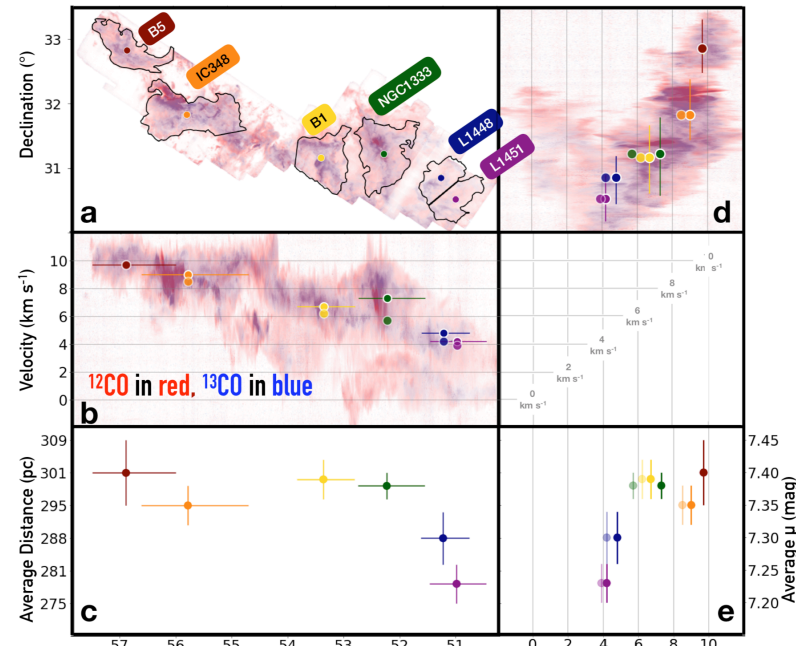 33
32
31
Declination (°)
B5
IC348
B1
NGC1333
L1448
L1451
a
d
10
8
6
4
2
0
Velocity (km s⁻¹)
¹²CO in red, ¹³CO in blue
b
0
km s⁻¹
8
km s⁻¹
6
km s⁻¹
4
km s⁻¹
2
km s⁻¹
0
km s⁻¹
309
301
295
288
281
275
Average Distance (pc)
c
e
7.45
7.40
7.35
7.30
7.25
7.20
Average μ (mag)
57 56 55 54 53 52 51
0 2 4 6 8 10